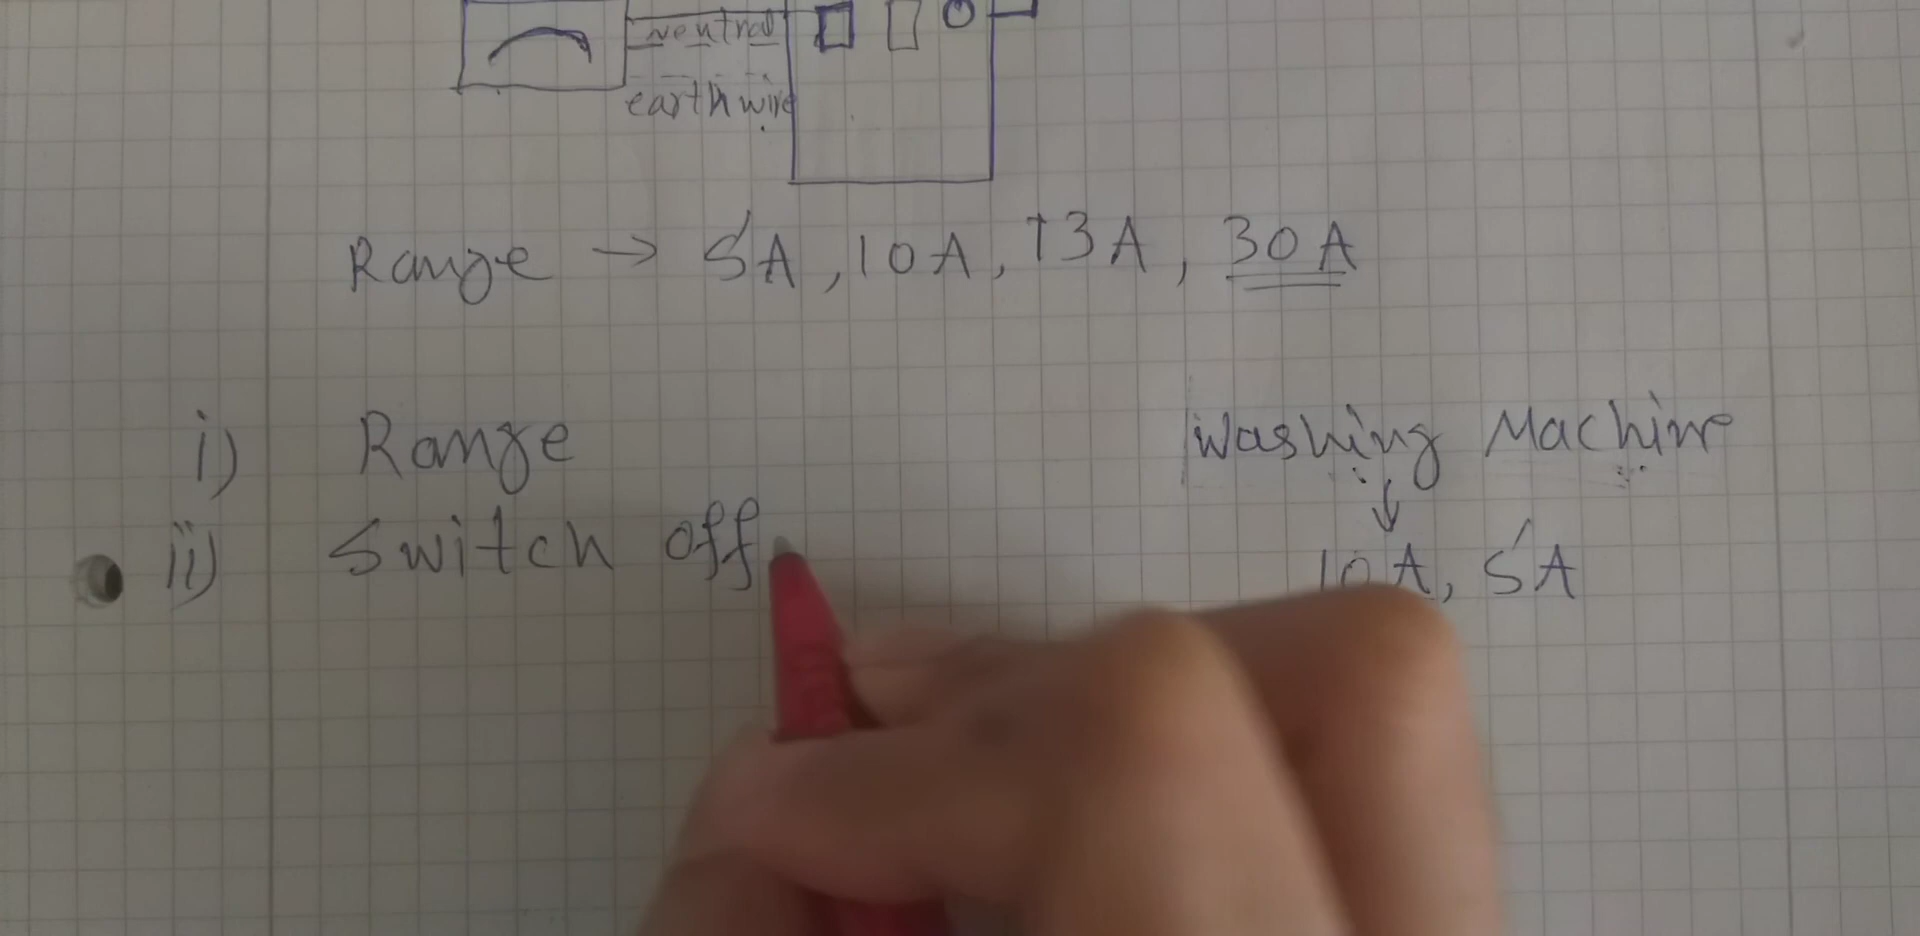 neutral
earth wire
Range → 5A, 10A, 13A, 30A
i) Range
Washing Machine
ii) Switch off
↓
10A, 5A